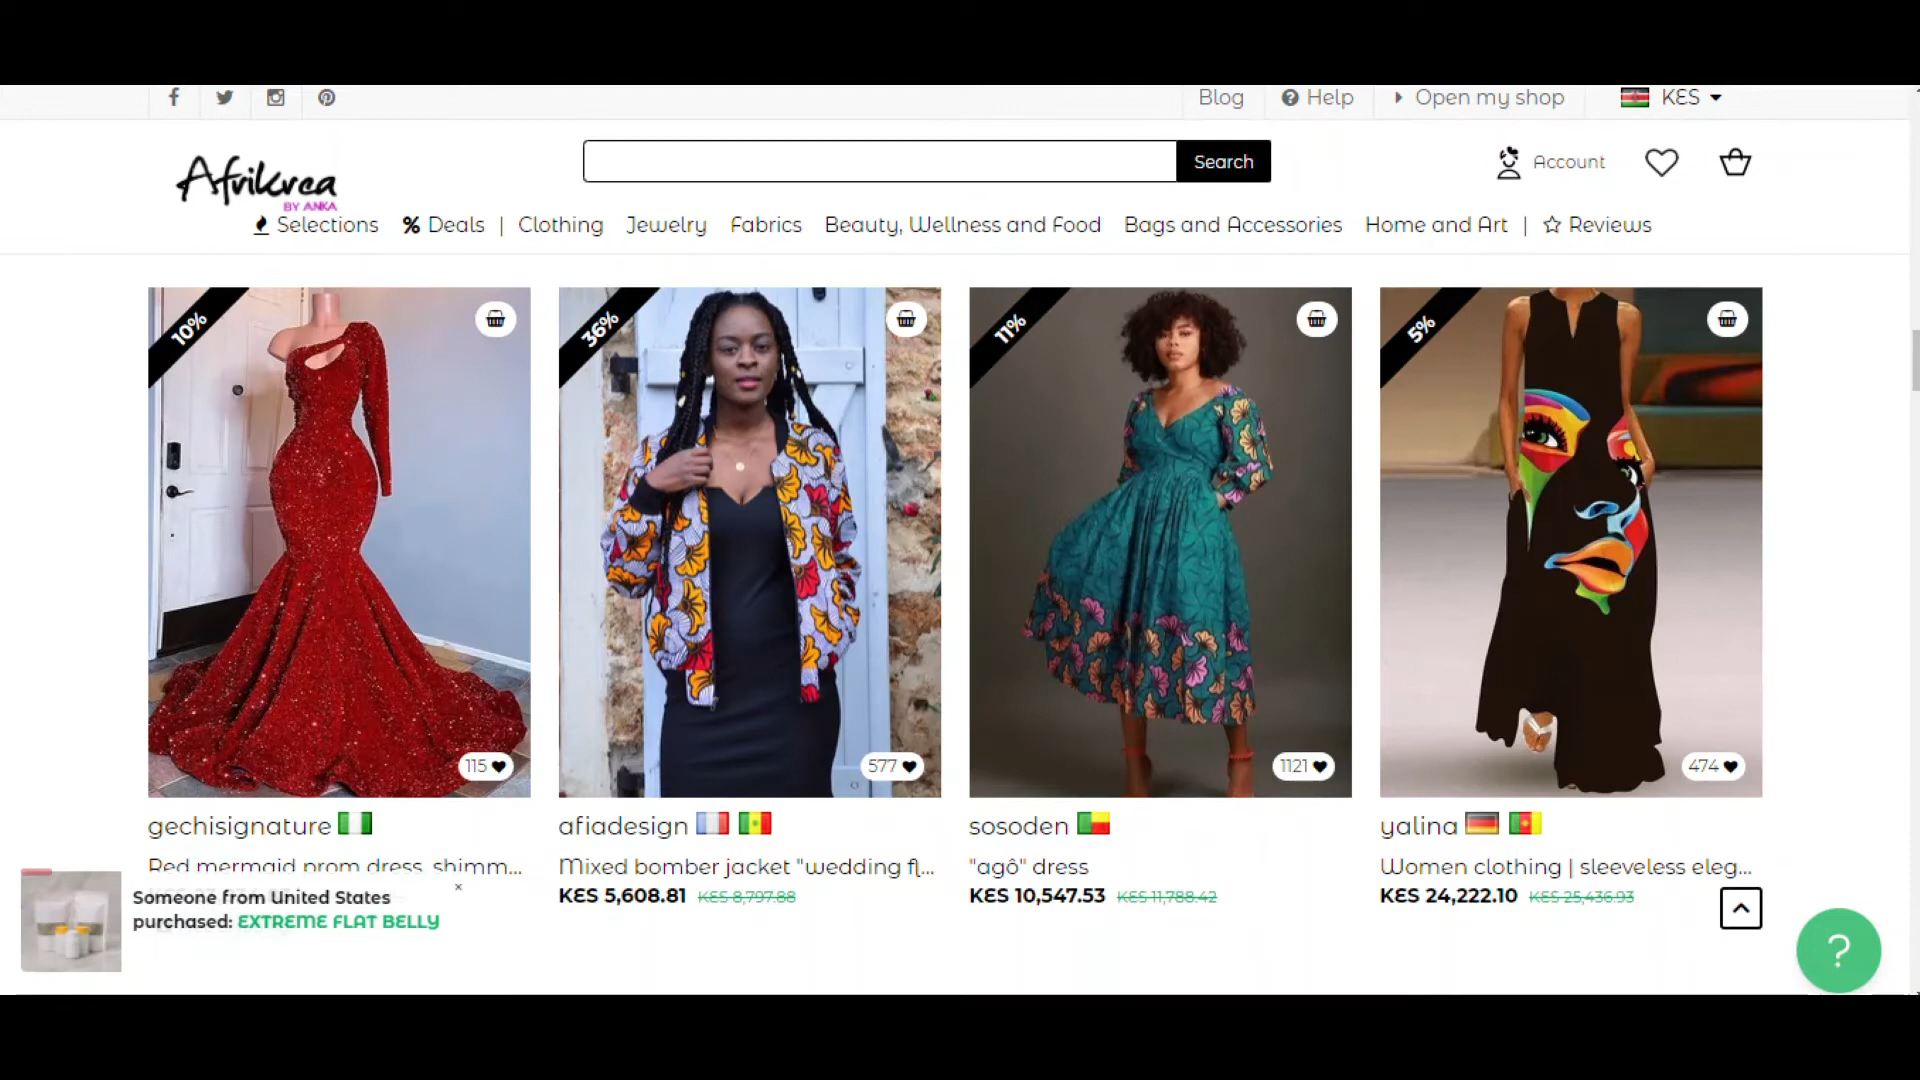 Blog
Help
Open my shop
KES
Afrikrea
BY ANKA
Search
Account
Selections
% Deals | Clothing Jewelry Fabrics Beauty, Wellness and Food Bags and Accessories Home and Art | Reviews
10%
36%
11%
5%
115
577
1121
474
gechisignature
afiadesign
sosoden
yalina
Red mermaid prom dress, shimm...
Mixed bomber jacket "wedding fl...
"agô" dress
Women clothing | sleeveless eleg...
KES 5,608.81 KES 8,797.88
KES 10,547.53 KES 11,788.42
KES 24,222.10 KES 25,436.93
Someone from United States
purchased: EXTREME FLAT BELLY
×
?